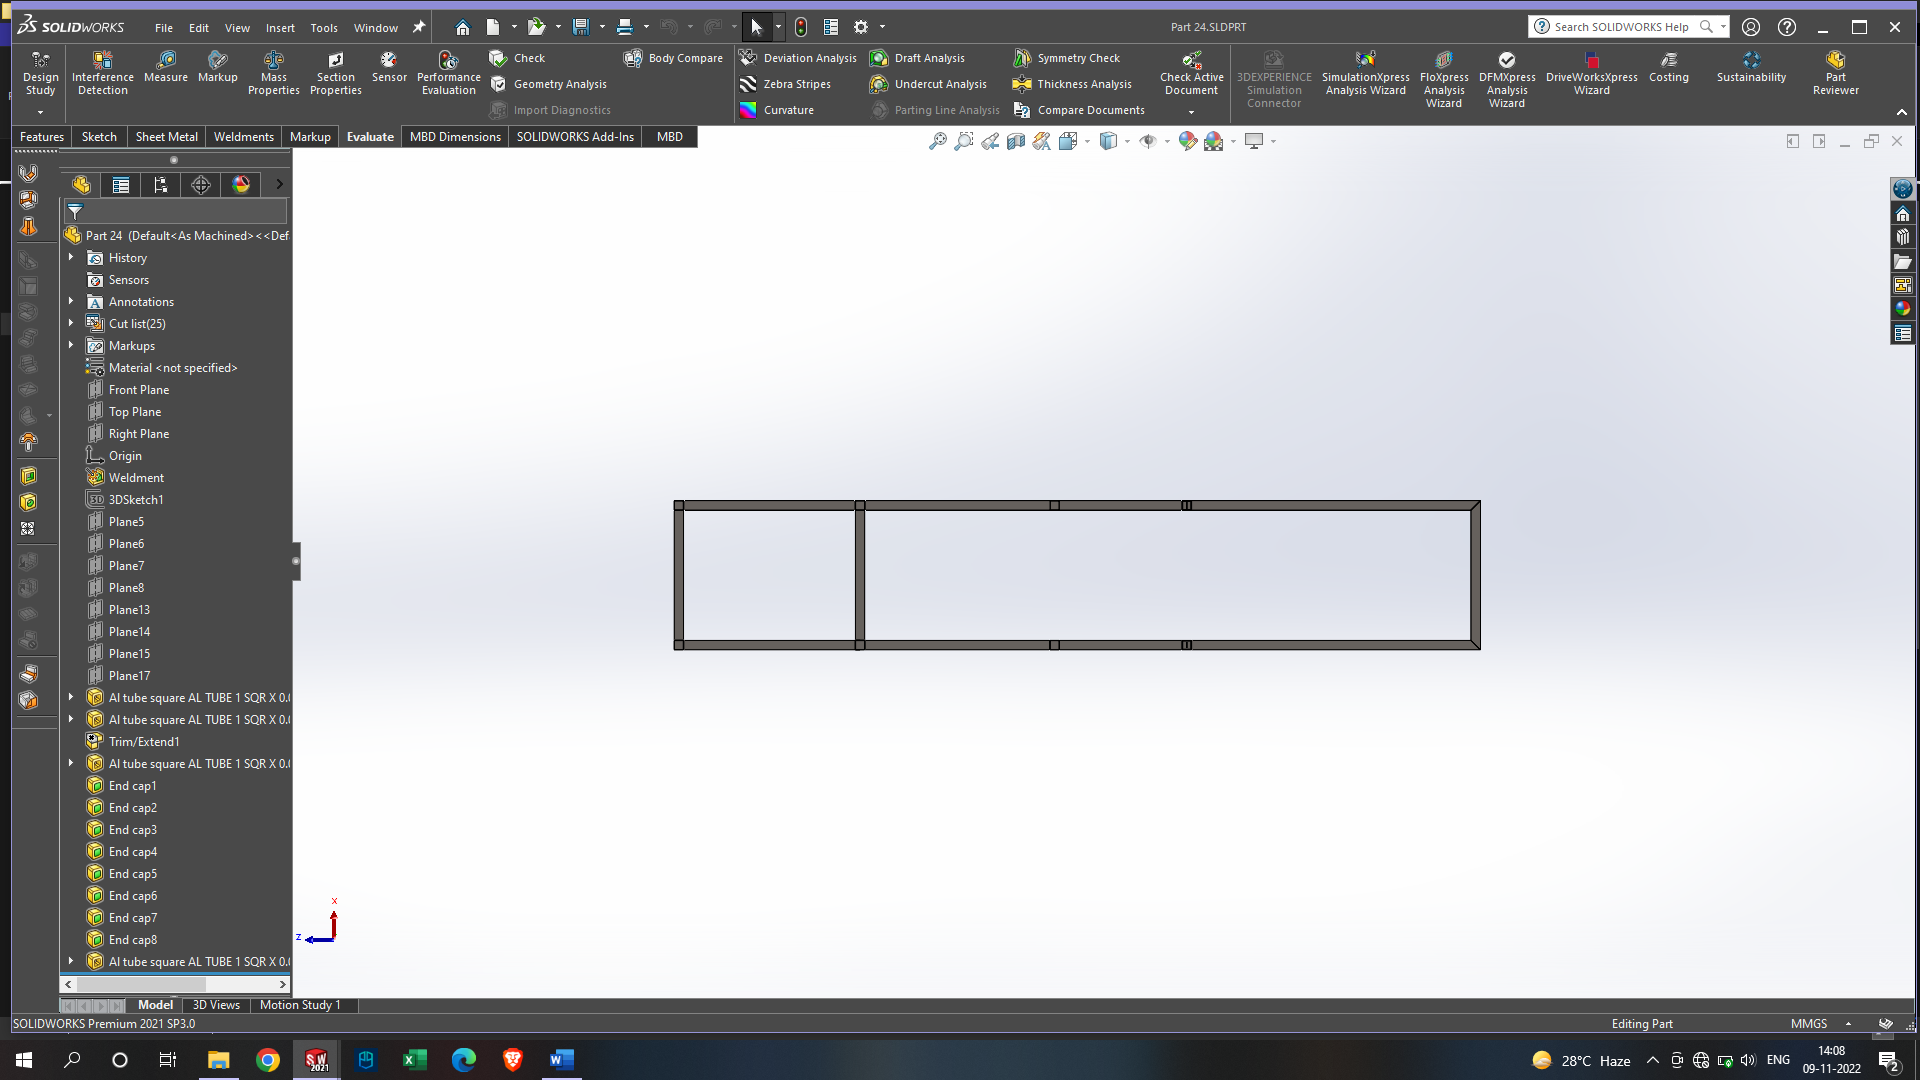 SOLIDWORKS File Edit View Insert Tools Window Part 24.SLDPRT Search SOLIDWORKS Help
Design Study
Interference Detection
Measure
Markup
Mass Properties
Section Properties
Sensor
Performance Evaluation
Check
Geometry Analysis
Import Diagnostics
Body Compare
Deviation Analysis
Zebra Stripes
Curvature
Draft Analysis
Undercut Analysis
Parting Line Analysis
Symmetry Check
Thickness Analysis
Compare Documents
Check Active Document
3DEXPERIENCE Simulation Connector
SimulationXpress Analysis Wizard
FloXpress Analysis Wizard
DFMXpress Analysis Wizard
DriveWorksXpress Wizard
Costing
Sustainability
Part Reviewer
Features Sketch Sheet Metal Weldments Markup Evaluate MBD Dimensions SOLIDWORKS Add-Ins MBD
Part 24 (Default<As Machined><<Def
History
Sensors
Annotations
Cut list(25)
Markups
Material <not specified>
Front Plane
Top Plane
Right Plane
Origin
Weldment
3DSketch1
Plane5
Plane6
Plane7
Plane8
Plane13
Plane14
Plane15
Plane17
Al tube square AL TUBE 1 SQR X 0.
Al tube square AL TUBE 1 SQR X 0.
Trim/Extend1
Al tube square AL TUBE 1 SQR X 0.
End cap1
End cap2
End cap3
End cap4
End cap5
End cap6
End cap7
End cap8
Al tube square AL TUBE 1 SQR X 0.
x
z
Model 3D Views Motion Study 1
SOLIDWORKS Premium 2021 SP3.0 Editing Part MMGS
28°C Haze ENG 14:08
09-11-2022 2